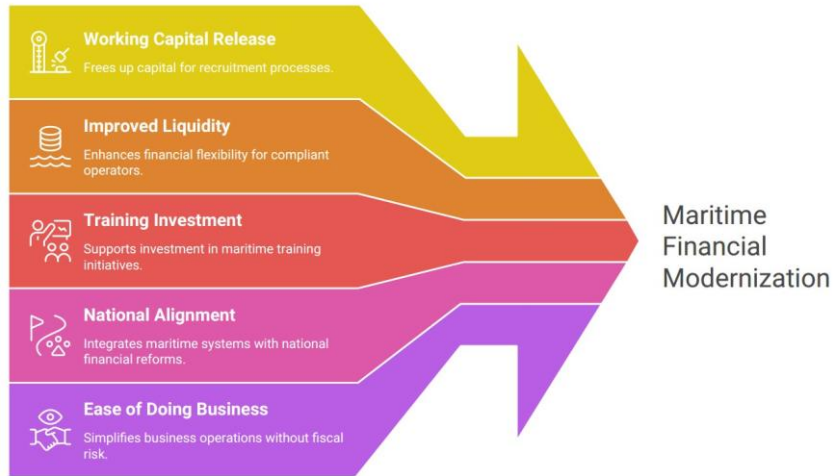 Working Capital Release
Frees up capital for recruitment processes.
Improved Liquidity
Enhances financial flexibility for compliant
operators.
Training Investment
Supports investment in maritime training
initiatives.
National Alignment
Integrates maritime systems with national
financial reforms.
Ease of Doing Business
Simplifies business operations without fiscal
risk.
Maritime
Financial
Modernization